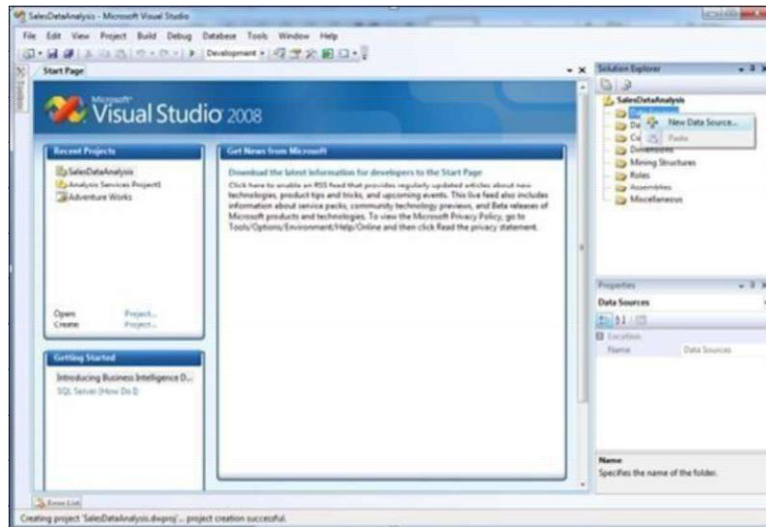 SalesDataAnalysis - Microsoft Visual Studio
File Edit View Project Build Debug Database Tools Window Help
Development
Toolbox
Start Page
Microsoft
Visual Studio 2008
Recent Projects
SalesDataAnalysis
Analysis Services Project1
Adventure Works
Open: Project...
Create: Project...
Getting Started
Introducing Business Intelligence D...
SQL Server (How Do I)
Get News from Microsoft
Download the latest information for developers to the Start Page
Click here to enable an RSS feed that provides regularly updated articles about new
technologies, product tips and tricks, and upcoming events. This live feed also includes
information about service packs, community technology previews, and Beta releases of
Microsoft products and technologies. To view the Microsoft Privacy Policy, go to
Tools/Options/Environment/Help/Online and then click Read the privacy statement.
Solution Explorer
SalesDataAnalysis
New Data Source...
Paste
Dimensions
Mining Structures
Roles
Assemblies
Miscellaneous
Properties
Data Sources
Location
Name Data Sources
Name
Specifies the name of the folder.
Error List
Creating project 'SalesDataAnalysis.dwproj'... project creation successful.